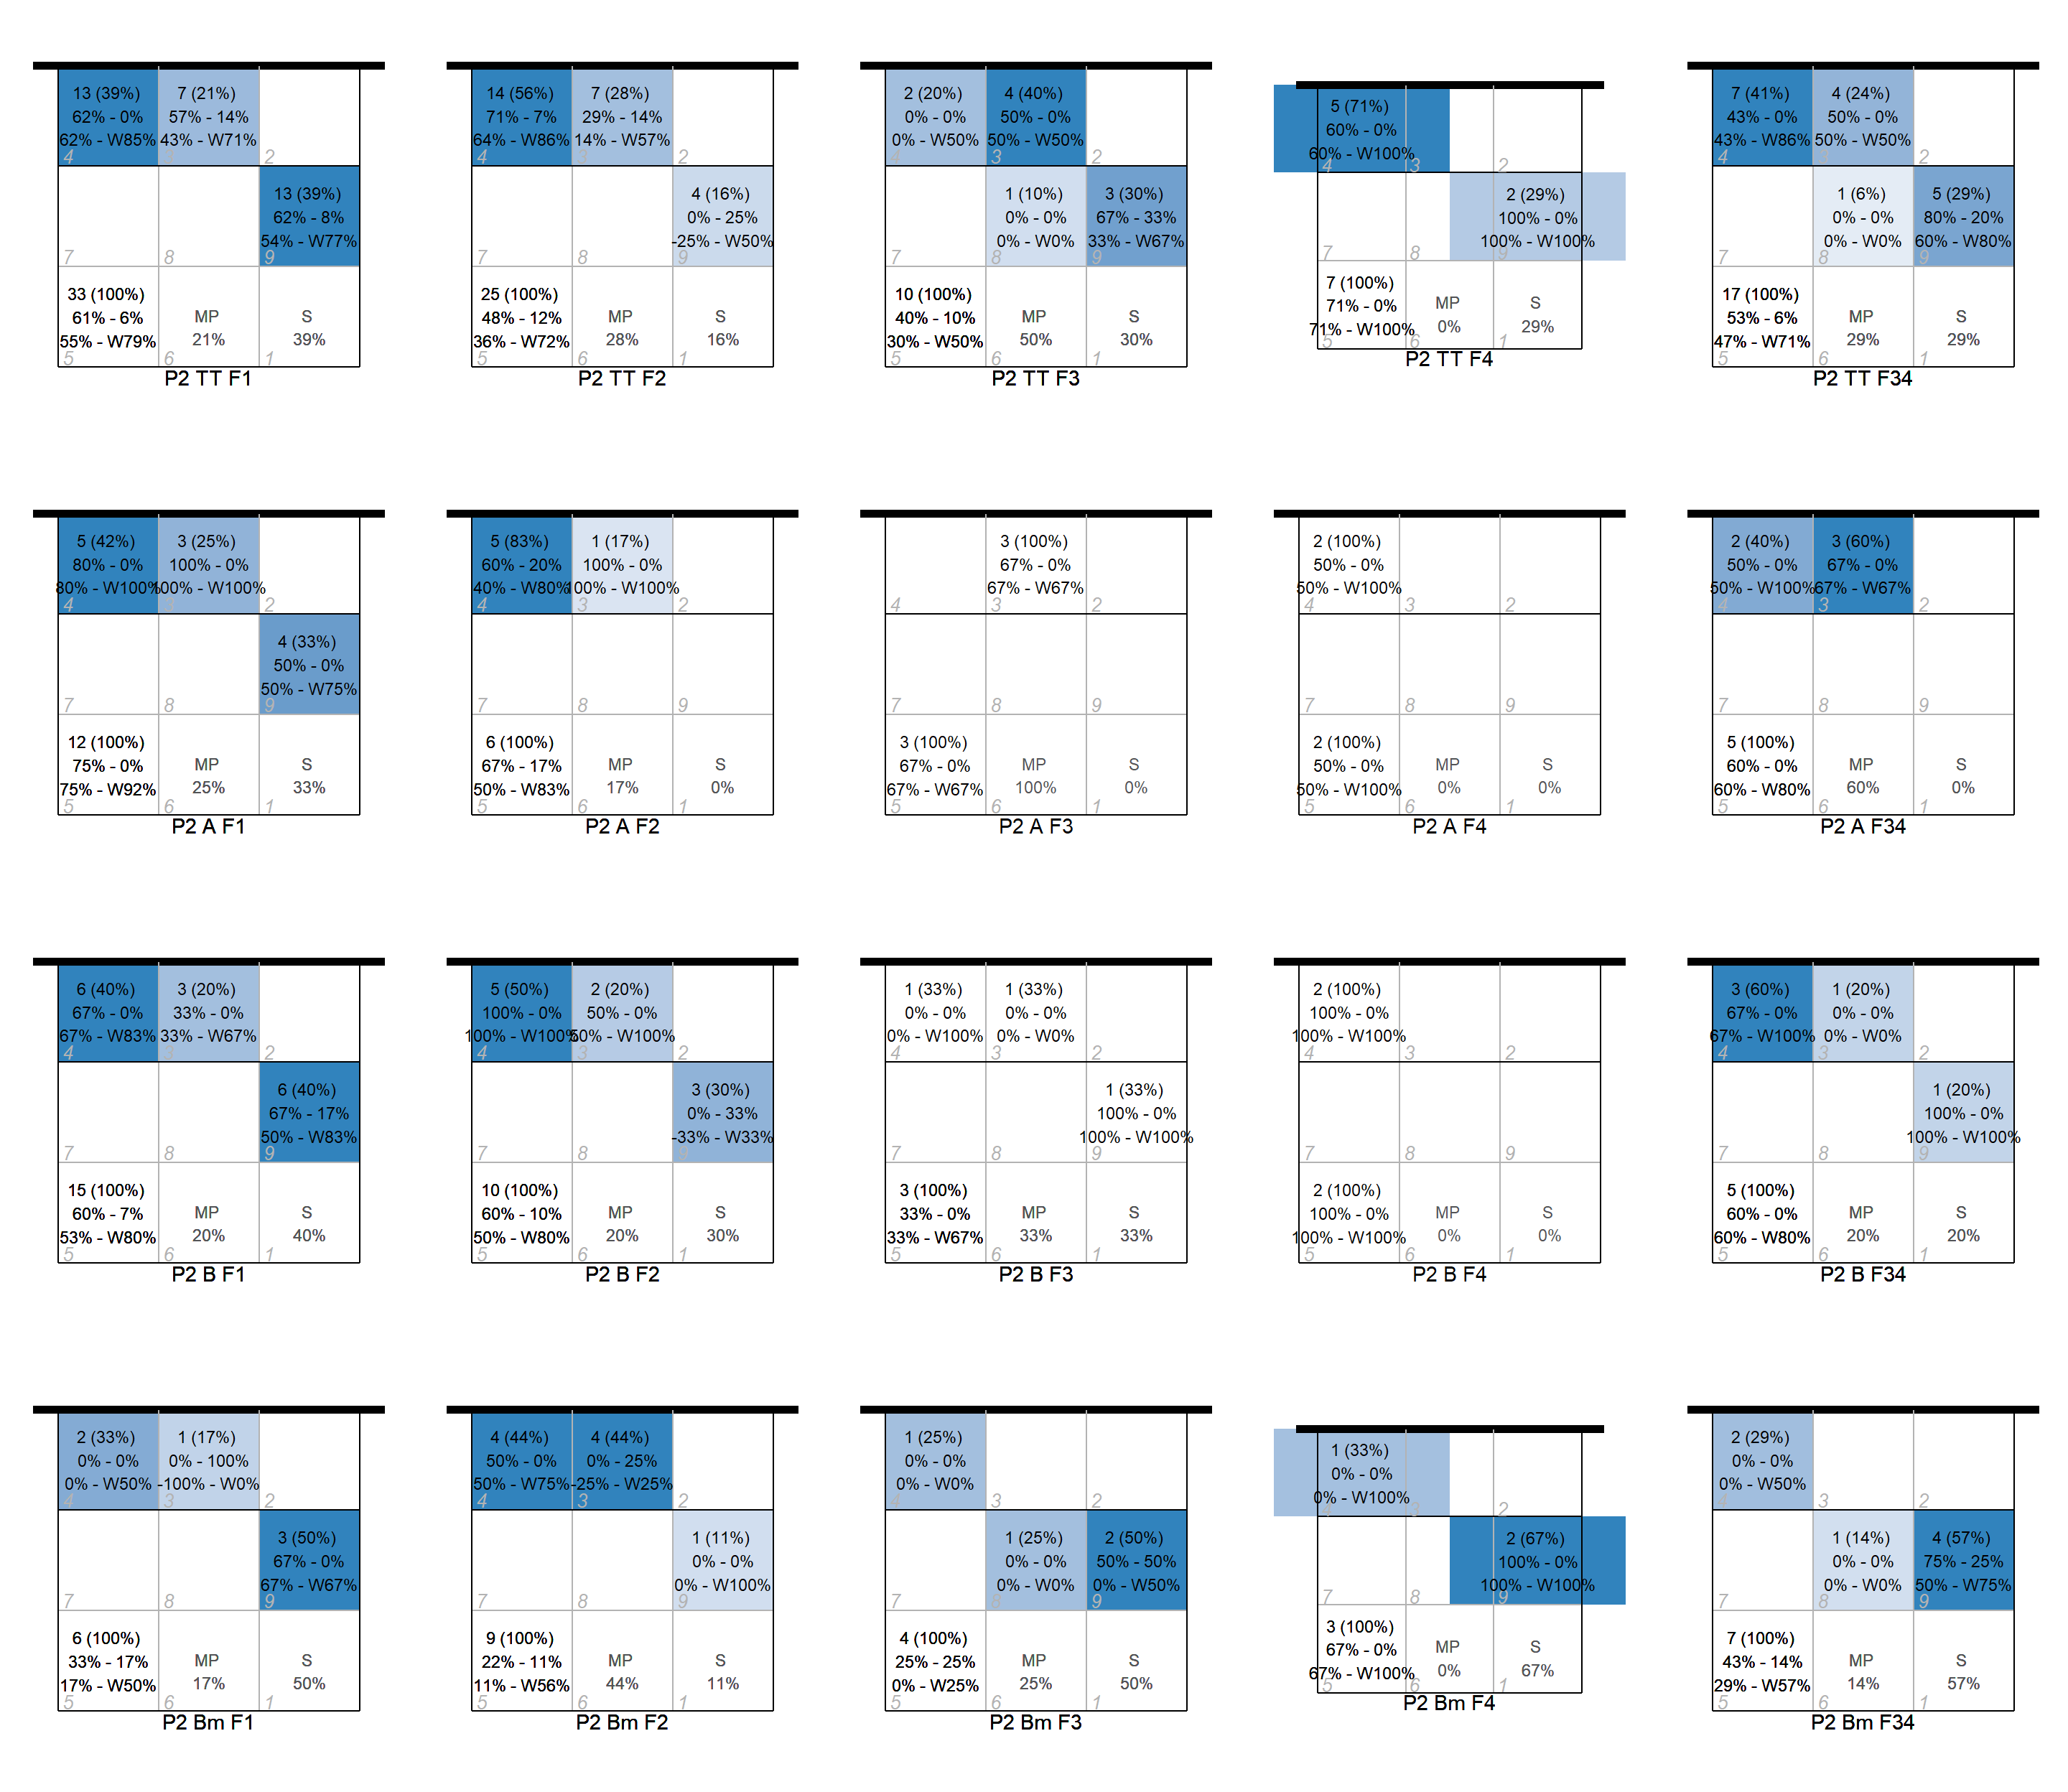 13 (39%)
62% - 0%
62% - W85%
4
7 (21%)
57% - 14%
43% - W71%
2
7
8
13 (39%)
62% - 8%
54% - W77%
9
33 (100%)
61% - 6%
55% - W79%
5
MP
21%
6
S
39%
1
P2 TT F1
14 (56%)
71% - 7%
64% - W86%
4
7 (28%)
29% - 14%
14% - W57%
3
2
7
8
4 (16%)
0% - 25%
-25% - W50%
9
25 (100%)
48% - 12%
36% - W72%
5
MP
28%
6
S
16%
1
P2 TT F2
2 (20%)
0% - 0%
0% - W50%
4
4 (40%)
50% - 0%
50% - W50%
3
2
7
1 (10%)
0% - 0%
0% - W0%
8
3 (30%)
67% - 33%
33% - W67%
9
10 (100%)
40% - 10%
30% - W50%
5
MP
50%
6
S
30%
1
P2 TT F3
5 (71%)
60% - 0%
60% - W100%
4
3
2
7
8
2 (29%)
100% - 0%
100% - W100%
9
7 (100%)
71% - 0%
71% - W100%
5
MP
0%
6
S
29%
1
P2 TT F4
7 (41%)
43% - 0%
43% - W86%
4
4 (24%)
50% - 0%
50% - W50%
3
2
7
1 (6%)
0% - 0%
0% - W0%
8
5 (29%)
80% - 20%
60% - W80%
9
17 (100%)
53% - 6%
47% - W71%
5
MP
29%
6
S
29%
1
P2 TT F34
5 (42%)
80% - 0%
80% - W100%
4
3 (25%)
100% - 0%
100% - W100%
3
2
7
8
4 (33%)
50% - 0%
50% - W75%
9
12 (100%)
75% - 0%
75% - W92%
5
MP
25%
6
S
33%
1
P2 A F1
5 (83%)
60% - 20%
40% - W80%
4
1 (17%)
100% - 0%
100% - W100%
3
2
7
8
9
6 (100%)
67% - 17%
50% - W83%
5
MP
17%
6
S
0%
1
P2 A F2
4
3 (100%)
67% - 0%
67% - W67%
3
2
7
8
9
3 (100%)
67% - 0%
67% - W67%
5
MP
100%
6
S
0%
1
P2 A F3
2 (100%)
50% - 0%
50% - W100%
4
3
2
7
8
9
2 (100%)
50% - 0%
50% - W100%
5
MP
0%
6
S
0%
1
P2 A F4
2 (40%)
50% - 0%
50% - W100%
4
3 (60%)
67% - 0%
67% - W67%
3
2
7
8
9
5 (100%)
60% - 0%
60% - W80%
5
MP
60%
6
S
0%
1
P2 A F34
6 (40%)
67% - 0%
67% - W83%
4
3 (20%)
33% - 0%
33% - W67%
3
2
7
8
6 (40%)
67% - 17%
50% - W83%
9
15 (100%)
60% - 7%
53% - W80%
5
MP
20%
6
S
40%
1
P2 B F1
5 (50%)
100% - 0%
100% - W100%
4
2 (20%)
50% - 0%
50% - W100%
3
2
7
8
3 (30%)
0% - 33%
-33% - W33%
9
10 (100%)
60% - 10%
50% - W80%
5
MP
20%
6
S
30%
1
P2 B F2
1 (33%)
0% - 0%
0% - W100%
4
1 (33%)
0% - 0%
0% - W0%
3
2
7
8
1 (33%)
100% - 0%
100% - W100%
9
3 (100%)
33% - 0%
33% - W67%
5
MP
33%
6
S
33%
1
P2 B F3
2 (100%)
100% - 0%
100% - W100%
4
3
2
7
8
9
2 (100%)
100% - 0%
100% - W100%
5
MP
0%
6
S
0%
1
P2 B F4
3 (60%)
67% - 0%
67% - W100%
4
1 (20%)
0% - 0%
0% - W0%
3
2
7
8
1 (20%)
100% - 0%
100% - W100%
9
5 (100%)
60% - 0%
60% - W80%
5
MP
20%
6
S
20%
1
P2 B F34
2 (33%)
0% - 0%
0% - W50%
4
1 (17%)
0% - 100%
-100% - W0%
3
2
7
8
3 (50%)
67% - 0%
67% - W67%
9
6 (100%)
33% - 17%
17% - W50%
5
MP
17%
6
S
50%
1
P2 Bm F1
4 (44%)
50% - 0%
50% - W75%
4
4 (44%)
0% - 25%
-25% - W25%
3
2
7
8
1 (11%)
0% - 0%
0% - W100%
9
9 (100%)
22% - 11%
11% - W56%
5
MP
44%
6
S
11%
1
P2 Bm F2
1 (25%)
0% - 0%
0% - W0%
4
3
2
7
1 (25%)
0% - 0%
0% - W0%
8
2 (50%)
50% - 50%
0% - W50%
9
4 (100%)
25% - 25%
0% - W25%
5
MP
25%
6
S
50%
1
P2 Bm F3
1 (33%)
0% - 0%
0% - W100%
3
2
7
8
2 (67%)
100% - 0%
100% - W100%
9
3 (100%)
67% - 0%
67% - W100%
5
MP
0%
6
S
67%
1
P2 Bm F4
2 (29%)
0% - 0%
0% - W50%
4
3
2
7
1 (14%)
0% - 0%
0% - W0%
8
4 (57%)
75% - 25%
50% - W75%
9
7 (100%)
43% - 14%
29% - W57%
5
MP
14%
6
S
57%
1
P2 Bm F34